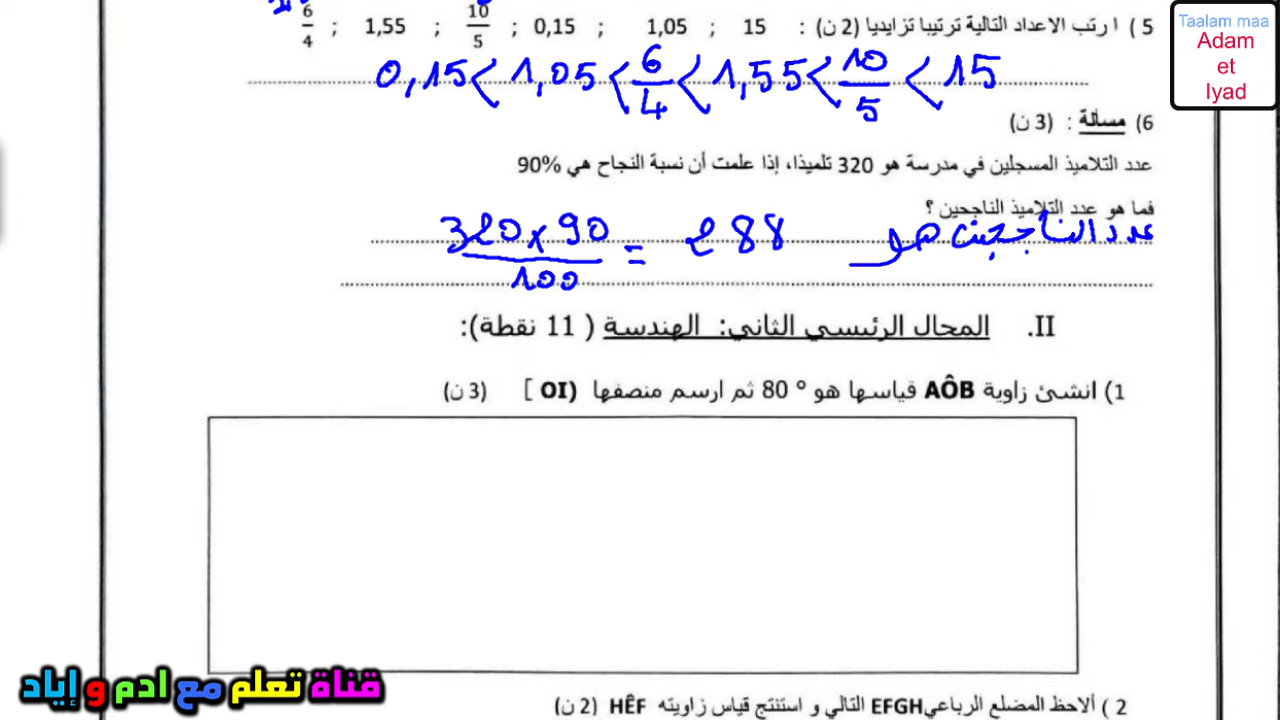 5 ) ارتب الاعداد التالية ترتيبا تزايديا (2 ن) : 15 ; 1,05 ; 0,15 ; 10/5 ; 1,55 ; 6/4
0,15 < 1,05 < 6/4 < 1,55 < 10/5 < 15
6) مسألة : (3 ن)
عدد التلاميذ المسجلين في مدرسة هو 320 تلميذا، إذا علمت أن نسبة النجاح هي 90%
فما هو عدد التلاميذ الناجحين ؟
عدد الناجحين هو
320 x 90 / 100 = 288
II. المجال الرئيسي الثاني: الهندسة ( 11 نقطة):
1) انشئ زاوية AÔB قياسها هو ° 80 ثم ارسم منصفها [ OI) (3 ن)
2 ) ألاحظ المضلع الرباعي EFGH التالي و استنتج قياس زاويته HÊF (2 ن)
Taalam maa
Adam
et
Iyad
قناة تعلم مع ادم و إياد